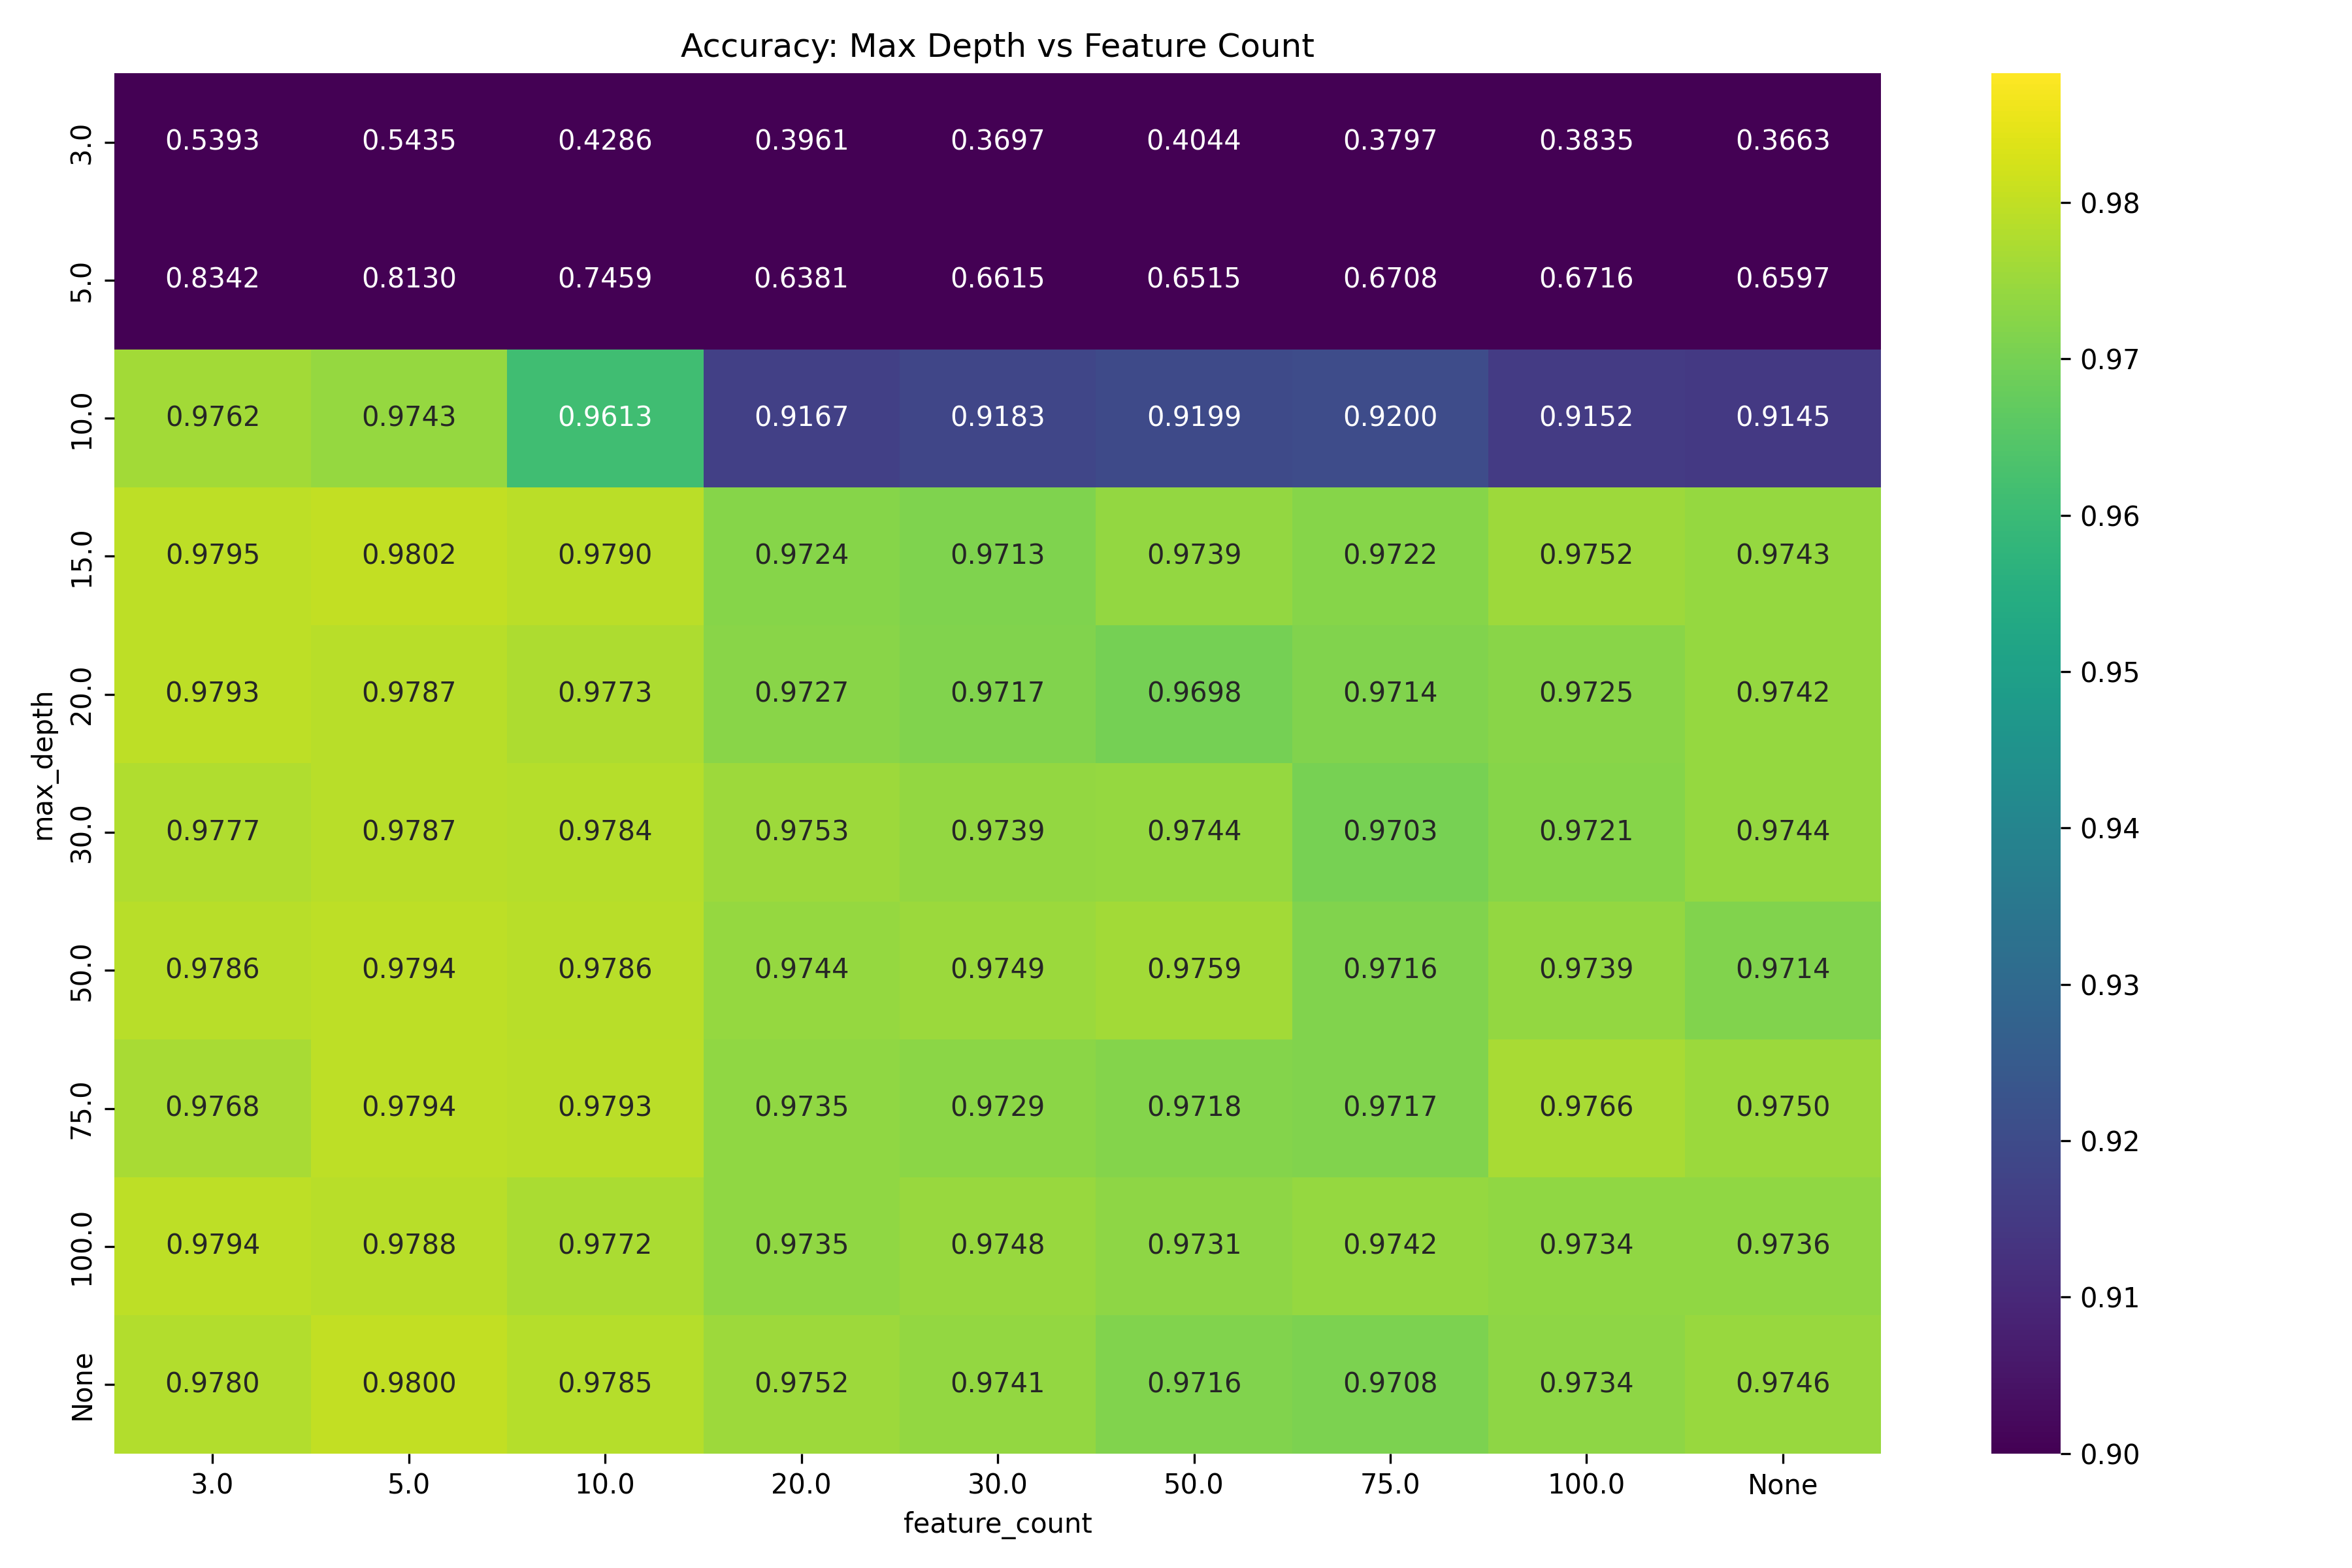 Accuracy: Max Depth vs Feature Count
max_depth
3.0 0.5393 0.5435 0.4286 0.3961 0.3697 0.4044 0.3797 0.3835 0.3663
5.0 0.8342 0.8130 0.7459 0.6381 0.6615 0.6515 0.6708 0.6716 0.6597
10.0 0.9762 0.9743 0.9613 0.9167 0.9183 0.9199 0.9200 0.9152 0.9145
15.0 0.9795 0.9802 0.9790 0.9724 0.9713 0.9739 0.9722 0.9752 0.9743
20.0 0.9793 0.9787 0.9773 0.9727 0.9717 0.9698 0.9714 0.9725 0.9742
30.0 0.9777 0.9787 0.9784 0.9753 0.9739 0.9744 0.9703 0.9721 0.9744
50.0 0.9786 0.9794 0.9786 0.9744 0.9749 0.9759 0.9716 0.9739 0.9714
75.0 0.9768 0.9794 0.9793 0.9735 0.9729 0.9718 0.9717 0.9766 0.9750
100.0 0.9794 0.9788 0.9772 0.9735 0.9748 0.9731 0.9742 0.9734 0.9736
None 0.9780 0.9800 0.9785 0.9752 0.9741 0.9716 0.9708 0.9734 0.9746
3.0 5.0 10.0 20.0 30.0 50.0 75.0 100.0 None
feature_count
0.98
0.97
0.96
0.95
0.94
0.93
0.92
0.91
0.90